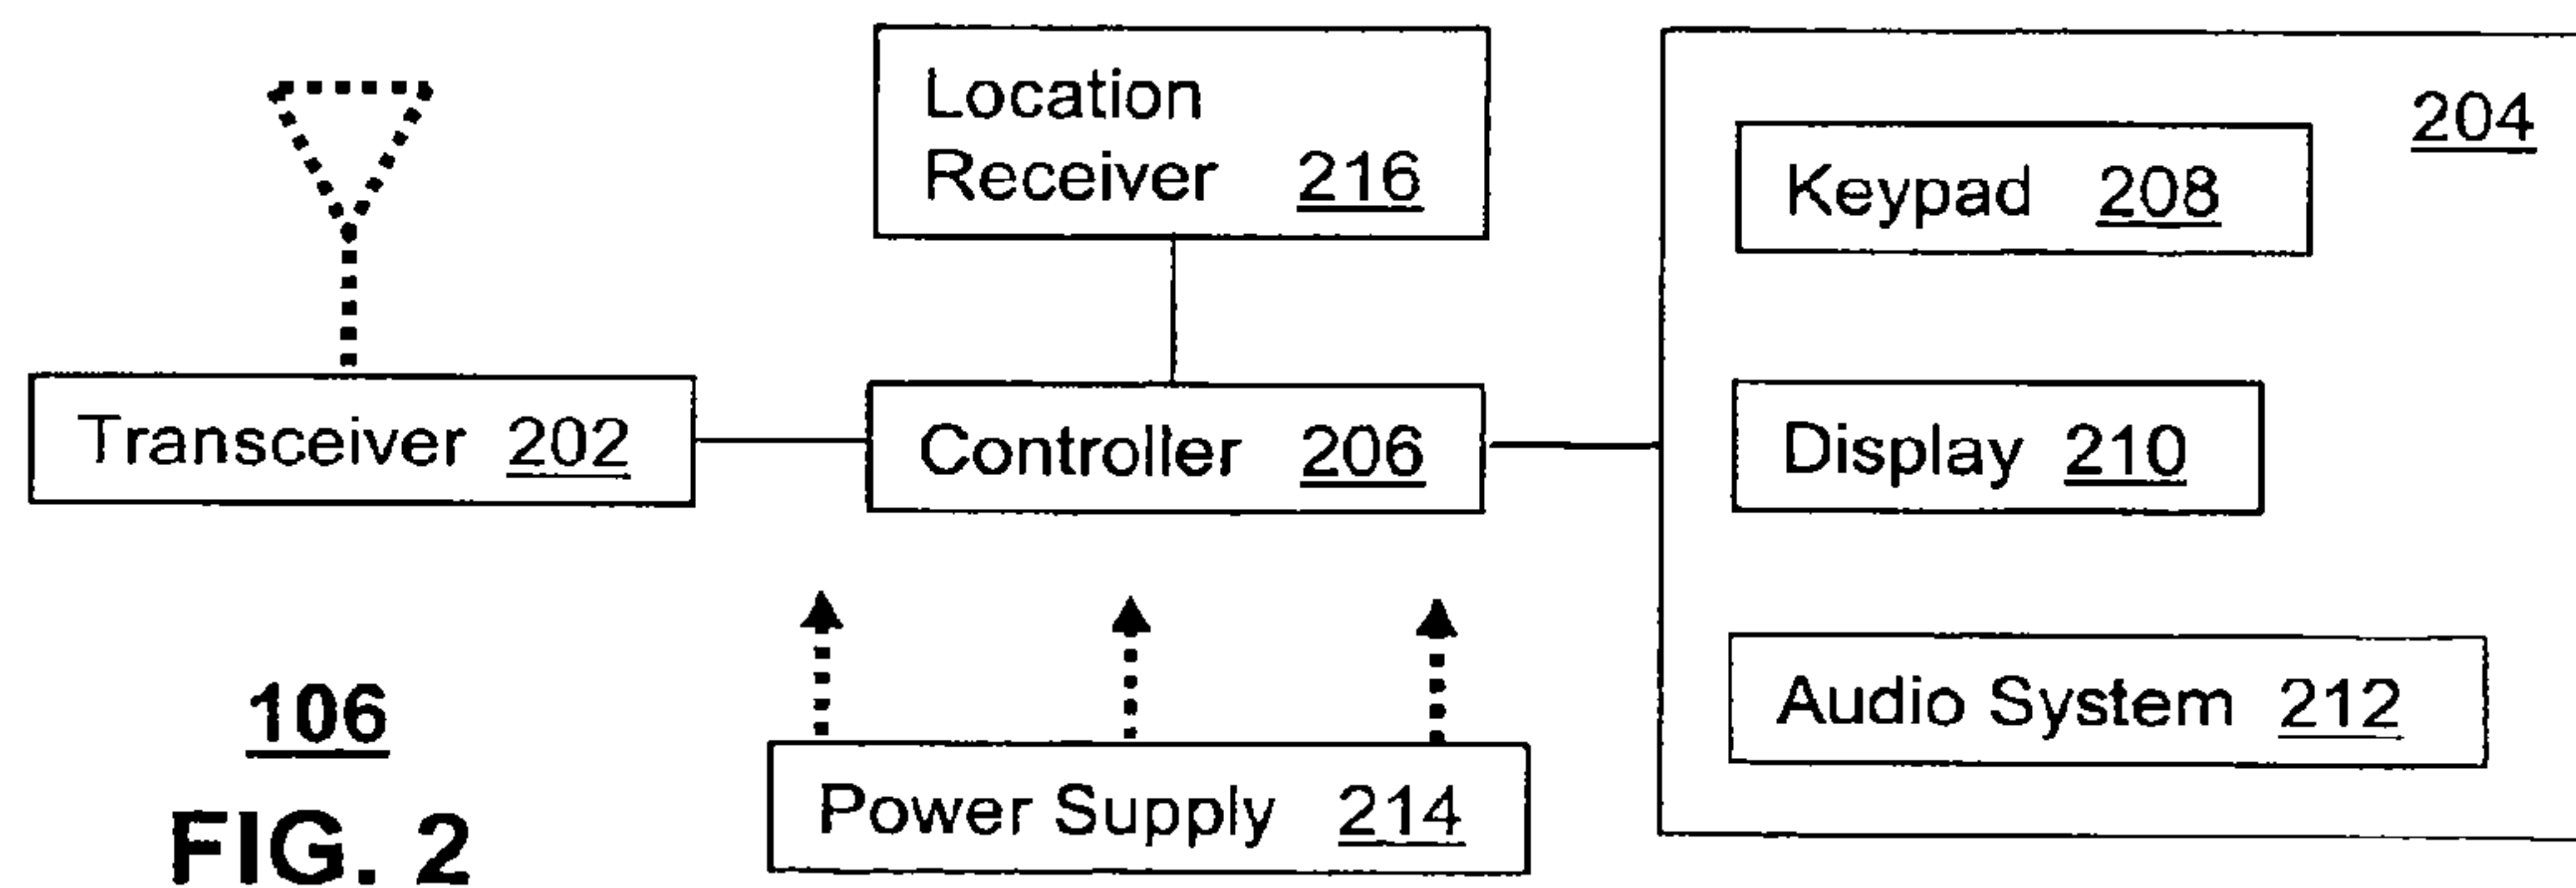 Location
Receiver 216
204
Keypad 208
Transceiver 202
Controller 206
Display 210
Audio System 212
106
Power Supply 214
FIG. 2